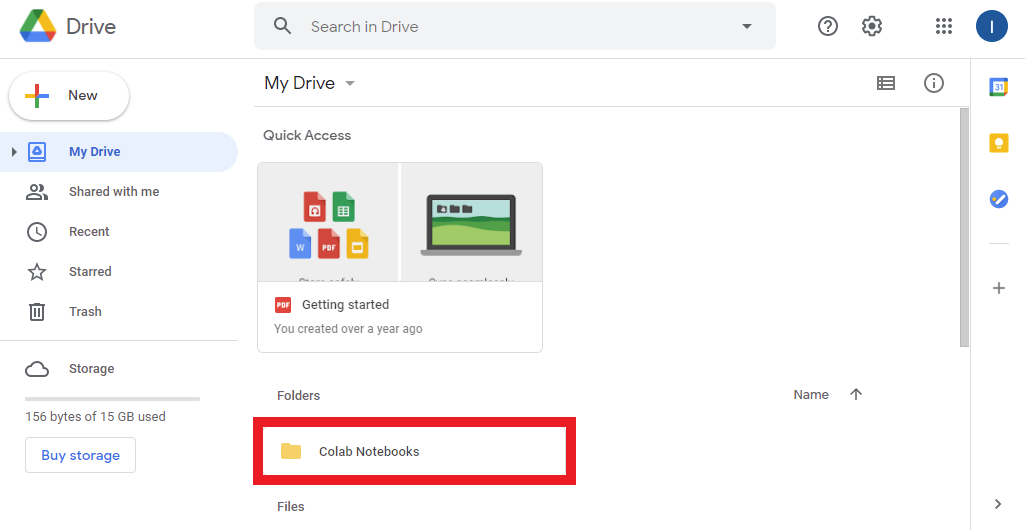 Drive
Search in Drive
I
New
My Drive
Shared with me
Recent
Starred
Trash
Storage
156 bytes of 15 GB used
Buy storage
My Drive
Quick Access
W
PDF
PDF
Getting started
You created over a year ago
Folders
Name
Colab Notebooks
Files
31